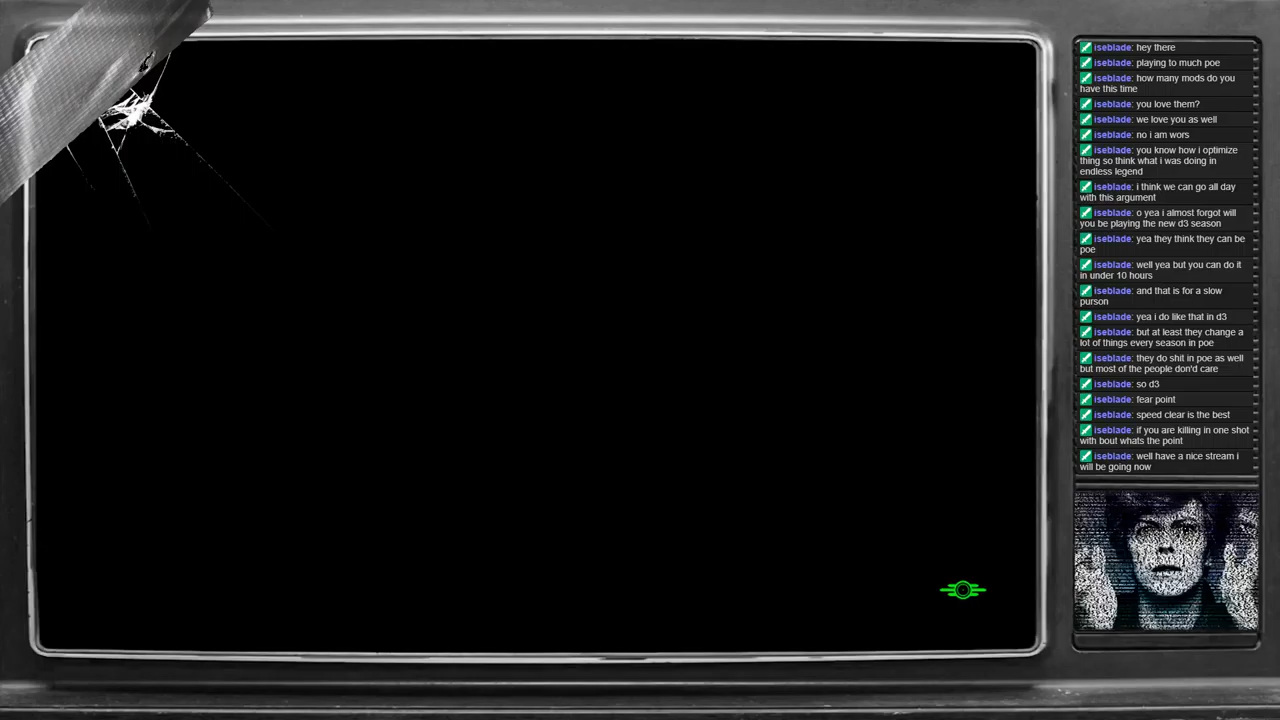 iseblade: hey there
iseblade: playing to much poe
iseblade: how many mods do you
have this time
iseblade: you love them?
iseblade: we love you as well
iseblade: no i am wors
iseblade: you know how i optimize
thing so think what i was doing in
endless legend
iseblade: i think we can go all day
with this argument
iseblade: o yea i almost forgot will
you be playing the new d3 season
iseblade: yea they think they can be
poe
iseblade: well yea but you can do it
in under 10 hours
iseblade: and that is for a slow
purson
iseblade: yea i do like that in d3
iseblade: but at least they change a
lot of things every season in poe
iseblade: they do shit in poe as well
but most of the people don'd care
iseblade: so d3
iseblade: fear point
iseblade: speed clear is the best
iseblade: if you are killing in one shot
with bout whats the point
iseblade: well have a nice stream i
will be going now